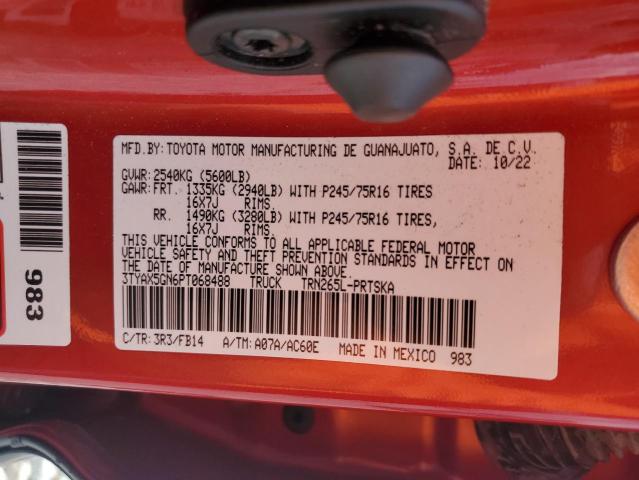 MFD.BY:TOYOTA MOTOR MANUFACTURING DE GUANAJUATO, S.A. DE C.V.
DATE: 10/22
GVWR:2540KG (5600LB)
GAWR:FRT. 1335KG (2940LB) WITH P245/75R16 TIRES
16X7J RIMS,
RR. 1490KG (3280LB) WITH P245/75R16 TIRES,
16X7J RIMS.
THIS VEHICLE CONFORMS TO ALL APPLICABLE FEDERAL MOTOR
VEHICLE SAFETY AND THEFT PREVENTION STANDARDS IN EFFECT ON
THE DATE OF MANUFACTURE SHOWN ABOVE.
3TYAX5GN6PT068488 TRUCK TRN265L-PRTSKA
C/TR:3R3/FB14 A/TM:A07A/AC60E MADE IN MEXICO 983
983